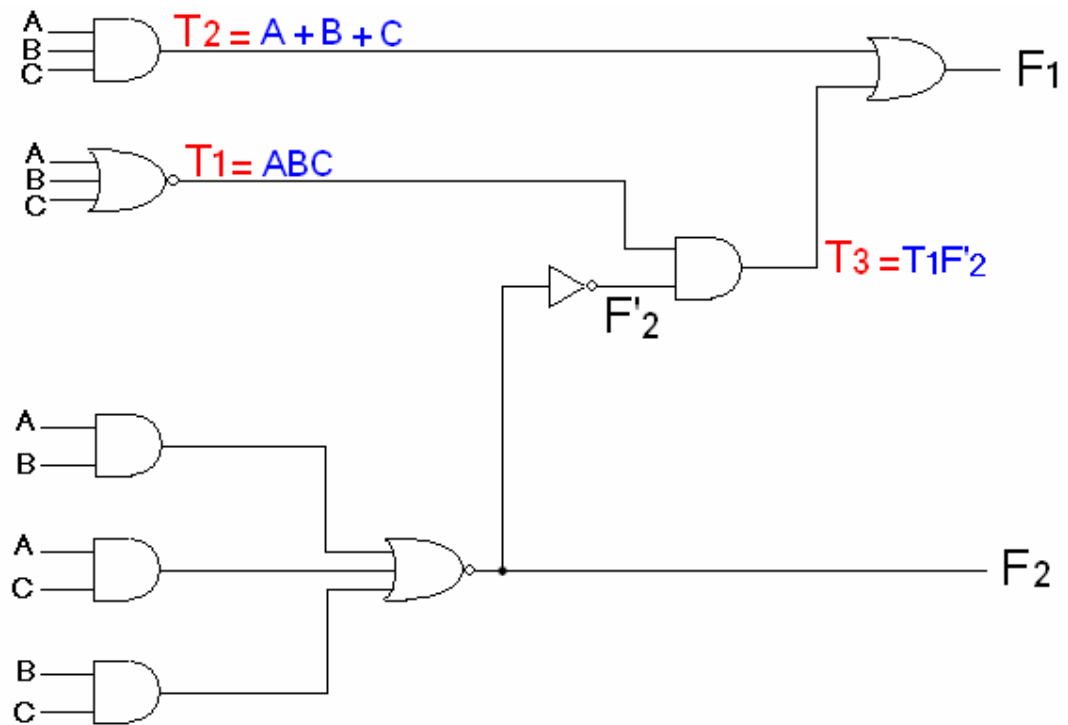 A
B
C
T2 = A + B + C
F1
A
B
C
T1 = ABC
T3 = T1F'2
F'2
A
B
A
C
F2
B
C